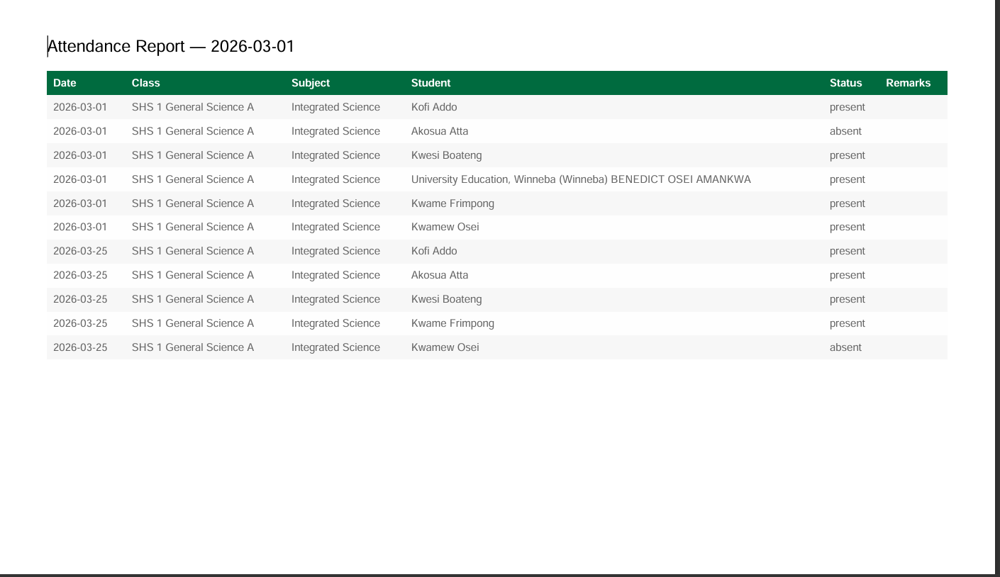 Attendance Report — 2026-03-01
Date Class Subject Student Status Remarks
2026-03-01 SHS 1 General Science A Integrated Science Kofi Addo present
2026-03-01 SHS 1 General Science A Integrated Science Akosua Atta absent
2026-03-01 SHS 1 General Science A Integrated Science Kwesi Boateng present
2026-03-01 SHS 1 General Science A Integrated Science University Education, Winneba (Winneba) BENEDICT OSEI AMANKWA present
2026-03-01 SHS 1 General Science A Integrated Science Kwame Frimpong present
2026-03-01 SHS 1 General Science A Integrated Science Kwamew Osei present
2026-03-25 SHS 1 General Science A Integrated Science Kofi Addo present
2026-03-25 SHS 1 General Science A Integrated Science Akosua Atta present
2026-03-25 SHS 1 General Science A Integrated Science Kwesi Boateng present
2026-03-25 SHS 1 General Science A Integrated Science Kwame Frimpong present
2026-03-25 SHS 1 General Science A Integrated Science Kwamew Osei absent